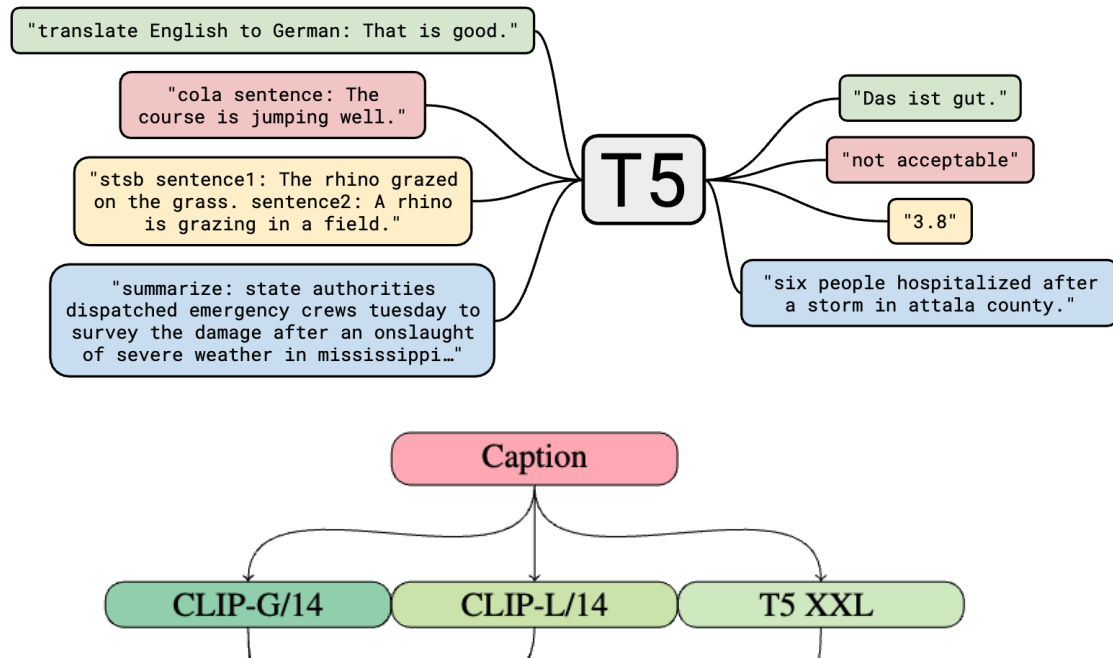 "translate English to German: That is good."
"cola sentence: The
course is jumping well."
"stsb sentence1: The rhino grazed
on the grass. sentence2: A rhino
is grazing in a field."
"summarize: state authorities
dispatched emergency crews tuesday to
survey the damage after an onslaught
of severe weather in mississippi…"
T5
"Das ist gut."
"not acceptable"
"3.8"
"six people hospitalized after
a storm in attala county."
Caption
CLIP-G/14
CLIP-L/14
T5 XXL